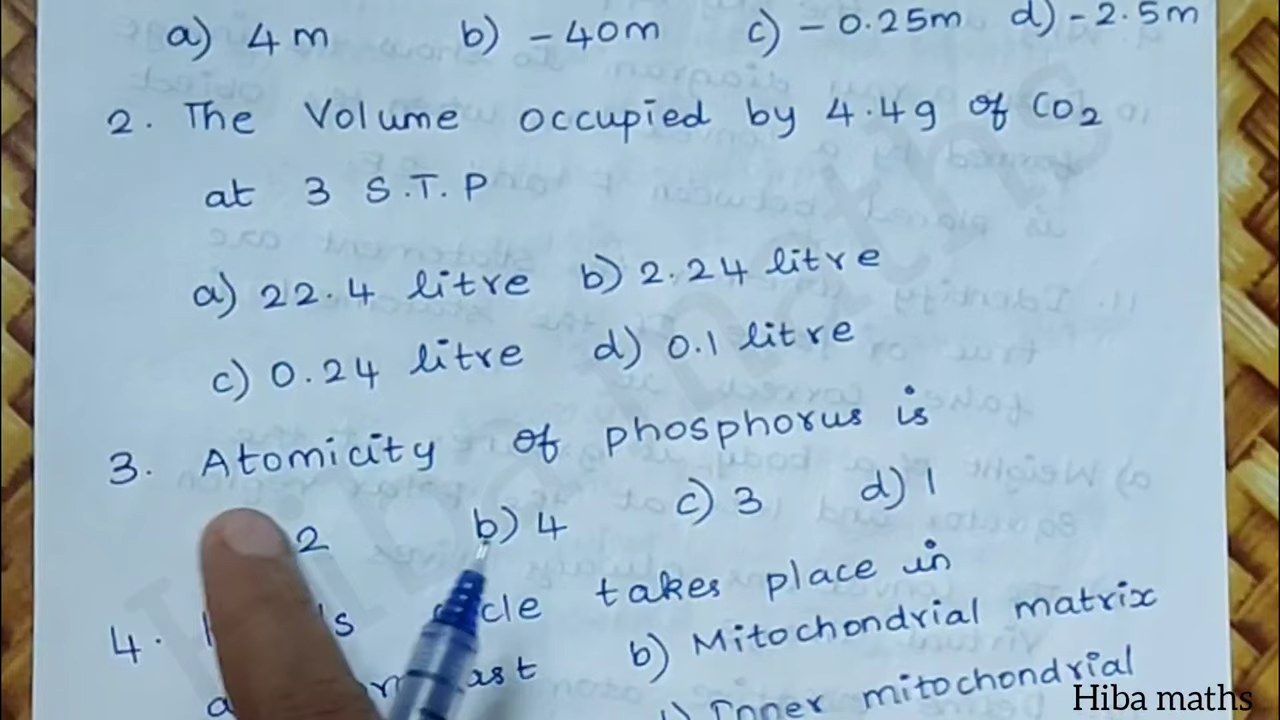 a) 4 m b) - 40m c) - 0.25m d) - 2.5m
2. The Volume occupied by 4.4g of CO2
at 3 S.T.P
a) 22.4 litre b) 2.24 litre
c) 0.24 litre d) 0.1 litre
3. Atomicity of phosphorus is
2 b) 4 c) 3 d) 1
4. takes place in
b) Mitochondrial matrix
Inner mitochondrial
Hiba maths